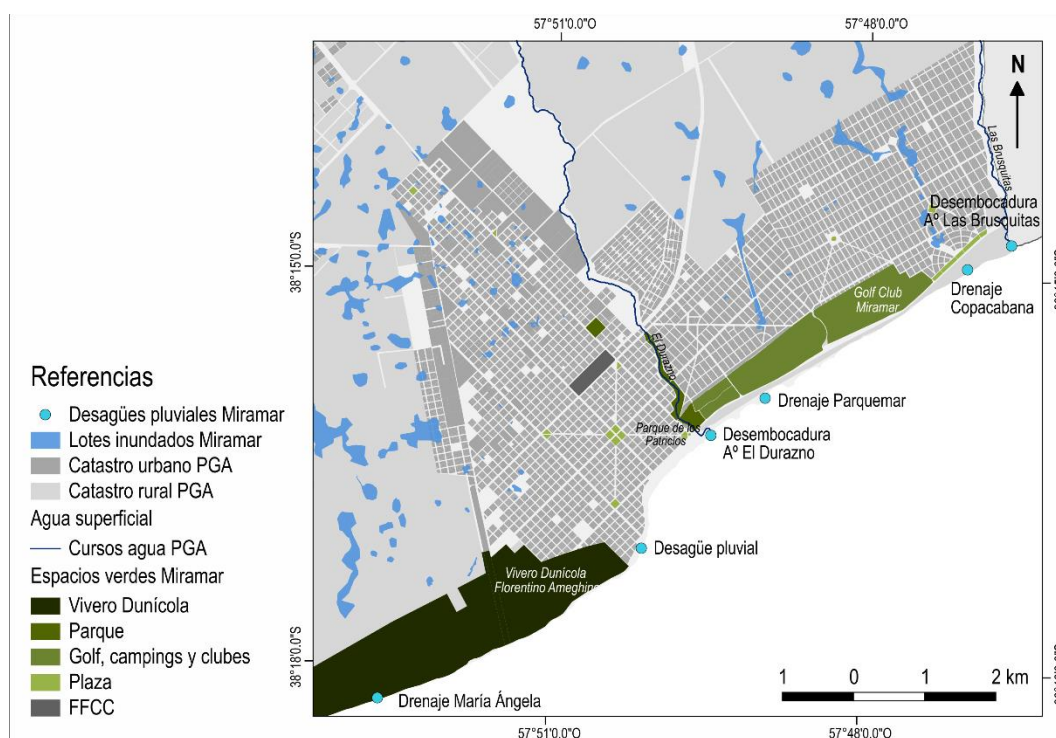 57°51'0.0"O
57°48'0.0"O
N
Las Brusquitas
Desembocadura
Aº Las Brusquitas
38°15'0.0"S
Golf Club
Miramar
Drenaje
Copacabana
El Durazno
Referencias
Desagües pluviales Miramar
Lotes inundados Miramar
Catastro urbano PGA
Catastro rural PGA
Agua superficial
Cursos agua PGA
Espacios verdes Miramar
Vivero Dunícola
Parque
Golf, campings y clubes
Plaza
FFCC
Drenaje Parquemar
Parque de los
Patricios
Desembocadura
Aº El Durazno
Desagüe pluvial
Vivero Dunícola
Florentino Ameghino
38°18'0.0"S
1 0 1 2 km
Drenaje María Ángela
57°51'0.0"O
57°48'0.0"O